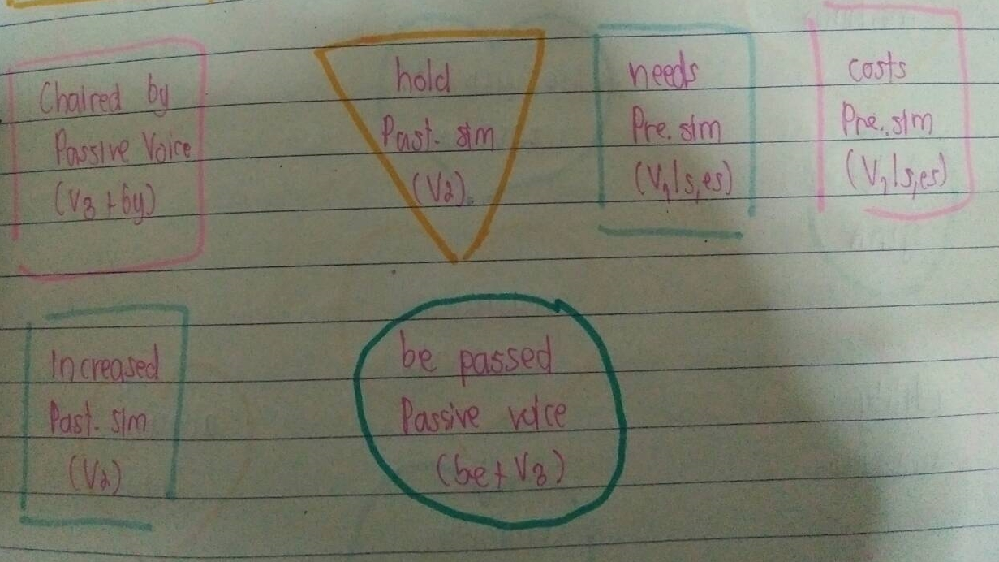 Chaired by
Passive Voice
(V3 + by)
hold
Past. sim
(V2).
needs
Pre. sim
(V1/s,es)
costs
Pre. sim
(V1/s,es)
Increased
Past. sim
(V2)
be passed
Passive voice
(be + V3)